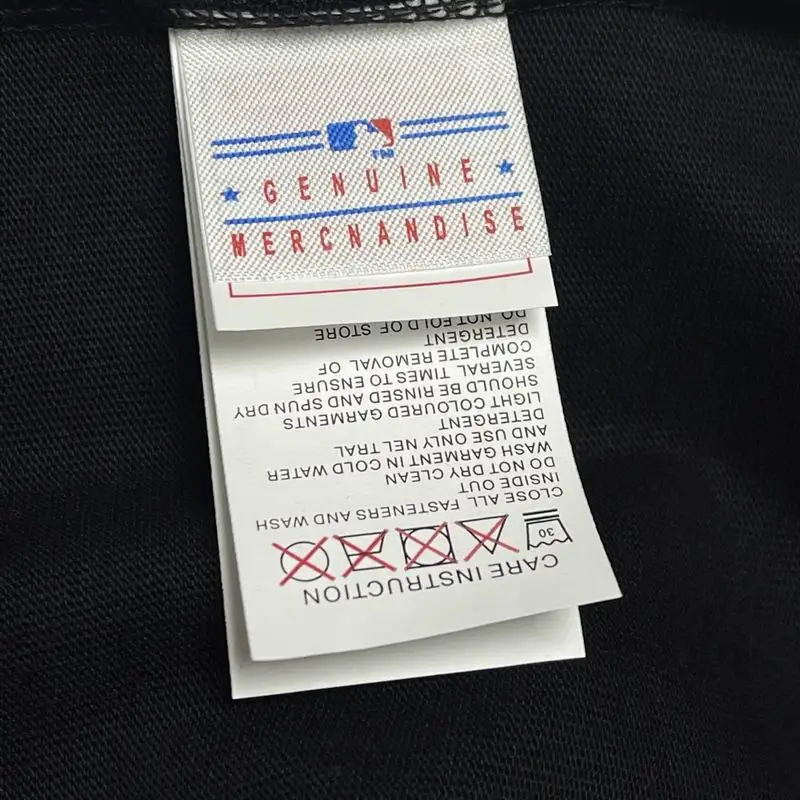 TM
GENUINE
MERCNANDISE
CARE INSTRUCTION
30
CLOSE ALL FASTENERS AND WASH
INSIDE OUT
DO NOT DRY CLEAN
WASH GARMENT IN COLD WATER
AND USE ONLY NEL TRAL
DETERGENT
LIGHT COLOURED GARMENTS
SHOULD BE RINSED AND SPUN DRY
SEVERAL TIMES TO ENSURE
COMPLETE REMOVAL OF
DETERGENT
DO NOT FOLD OF STORE